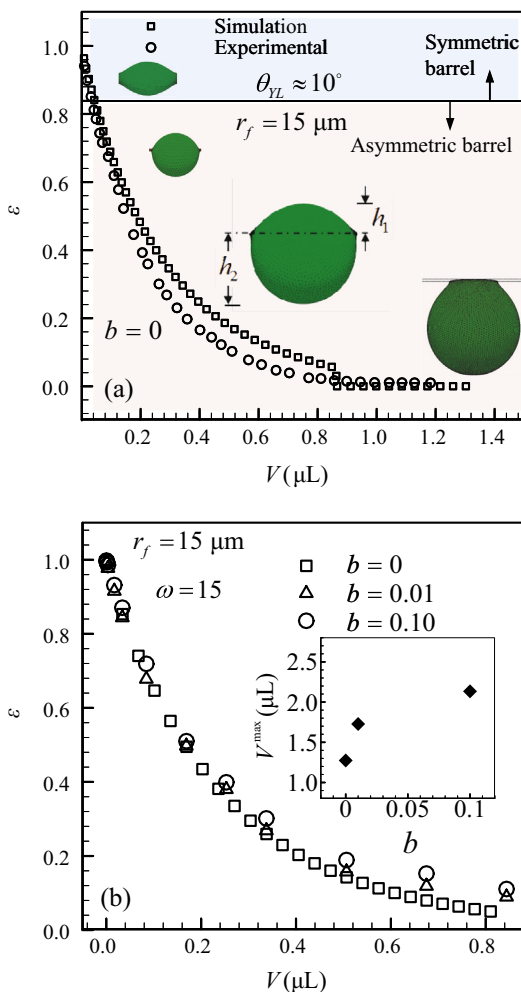 Simulation
Experimental
Symmetric
barrel
θ_YL ≈ 10°
r_f = 15 μm
Asymmetric barrel
h_1
h_2
b = 0
(a)
1.0
0.8
0.6
0.4
0.2
0.0
ε
0.2 0.4 0.6 0.8 1.0 1.2 1.4
V(μL)
r_f = 15 μm
ω = 15
b = 0
b = 0.01
b = 0.10
2.5
2.0
1.5
1.0
V^max (μL)
0 0.05 0.1
b
(b)
1.0
0.8
0.6
0.4
0.2
0.0
ε
0.0 0.2 0.4 0.6 0.8
V(μL)